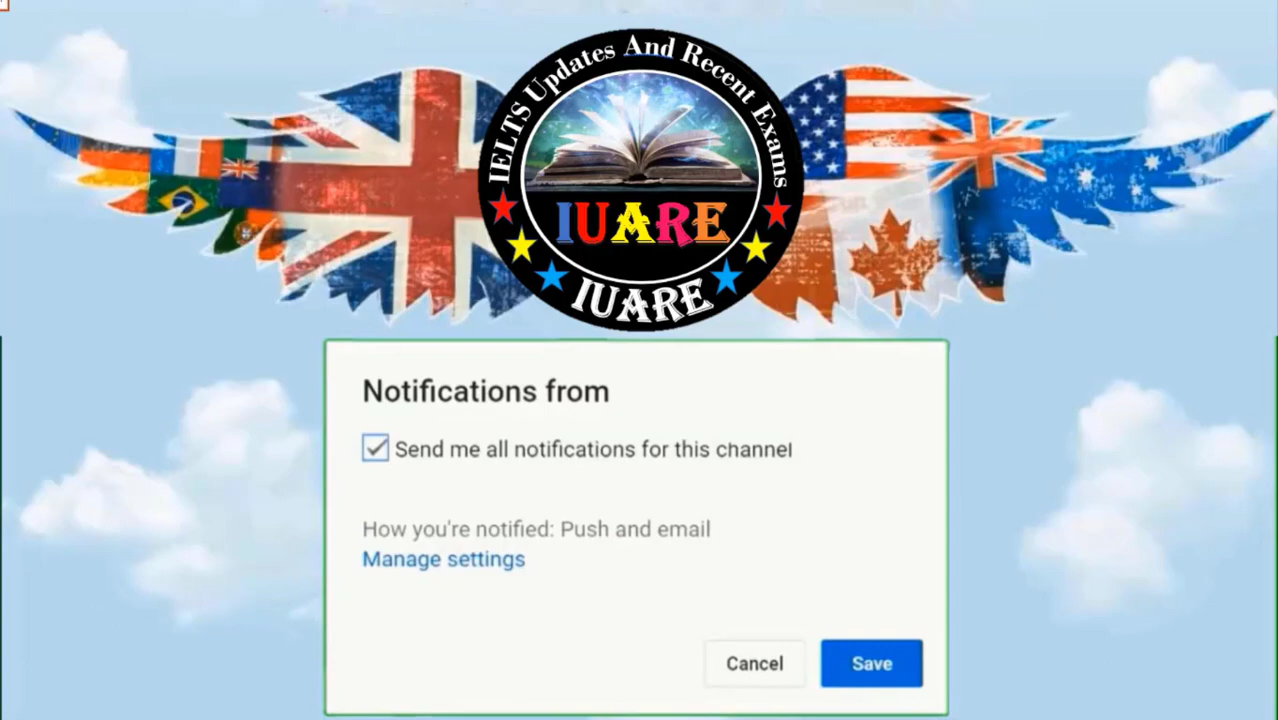 IELTS Updates And Recent Exams
IUARE
IUARE
Notifications from
Send me all notifications for this channel
How you're notified: Push and email
Manage settings
Cancel Save